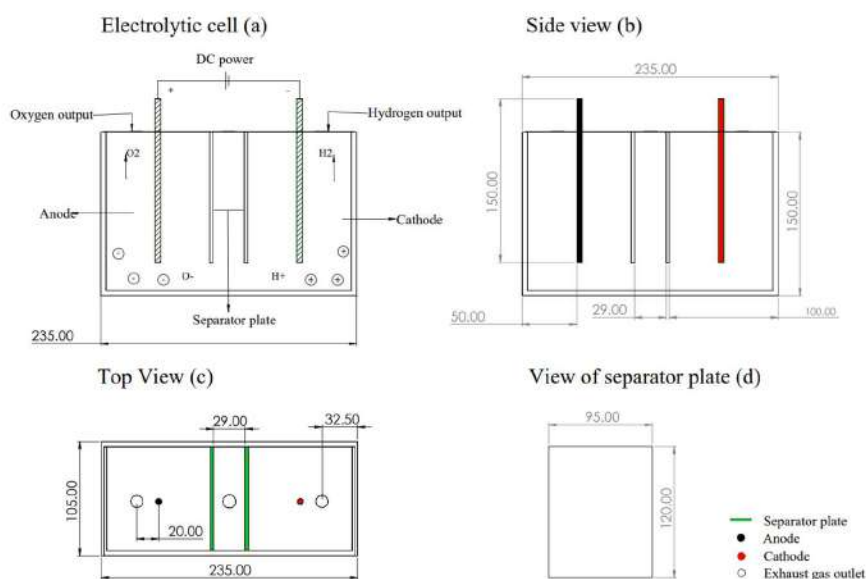 Electrolytic cell (a)
DC power
+
-
Oxygen output
Hydrogen output
O2
H2
Anode
Cathode
-
-
-
-
O-
H+
+
+
+
+
Separator plate
235.00
Side view (b)
235.00
150.00
150.00
50.00
29.00
100.00
Top View (c)
29.00
32.50
105.00
20.00
235.00
View of separator plate (d)
95.00
120.00
Separator plate
Anode
Cathode
Exhaust gas outlet